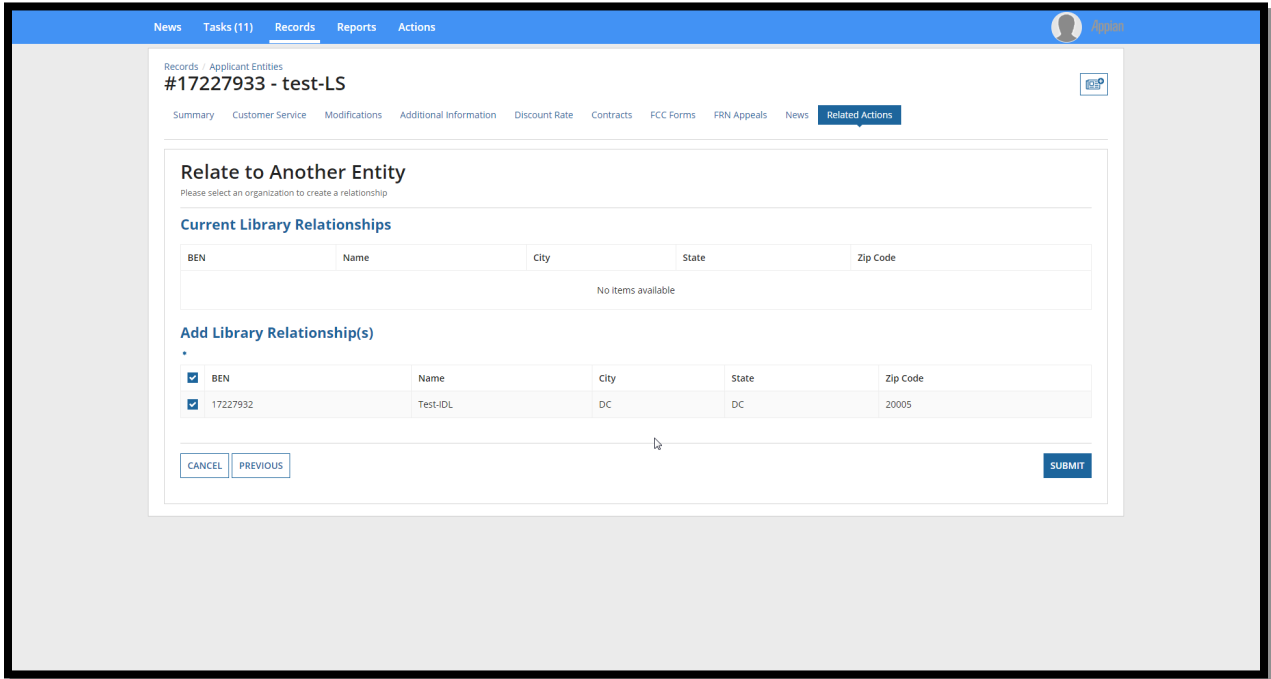 News Tasks (11) Records Reports Actions Appian
Records / Applicant Entities
#17227933 - test-LS
Summary Customer Service Modifications Additional Information Discount Rate Contracts FCC Forms FRN Appeals News Related Actions
Relate to Another Entity
Please select an organization to create a relationship
Current Library Relationships
BEN Name City State Zip Code
No items available
Add Library Relationship(s)
BEN Name City State Zip Code
17227932 Test-IDL DC DC 20005
CANCEL PREVIOUS SUBMIT